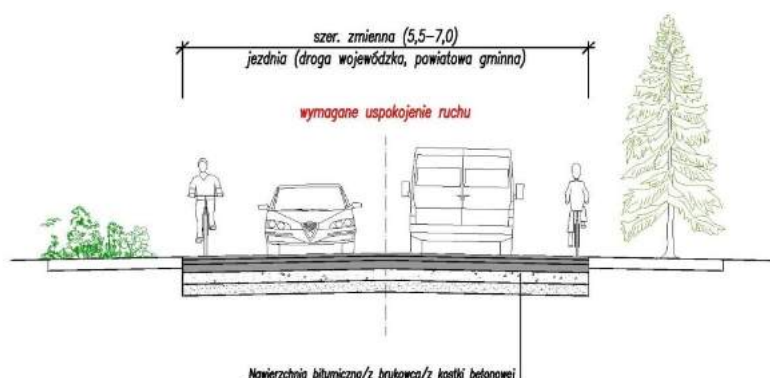 szer. zmienna (5,5-7,0)
jezdnia (droga wojewódzka, powiatowa gminna)
wymagane uspokojenie ruchu
Nawierzchnia bitumiczna/z brukowca/z kostki betonowej